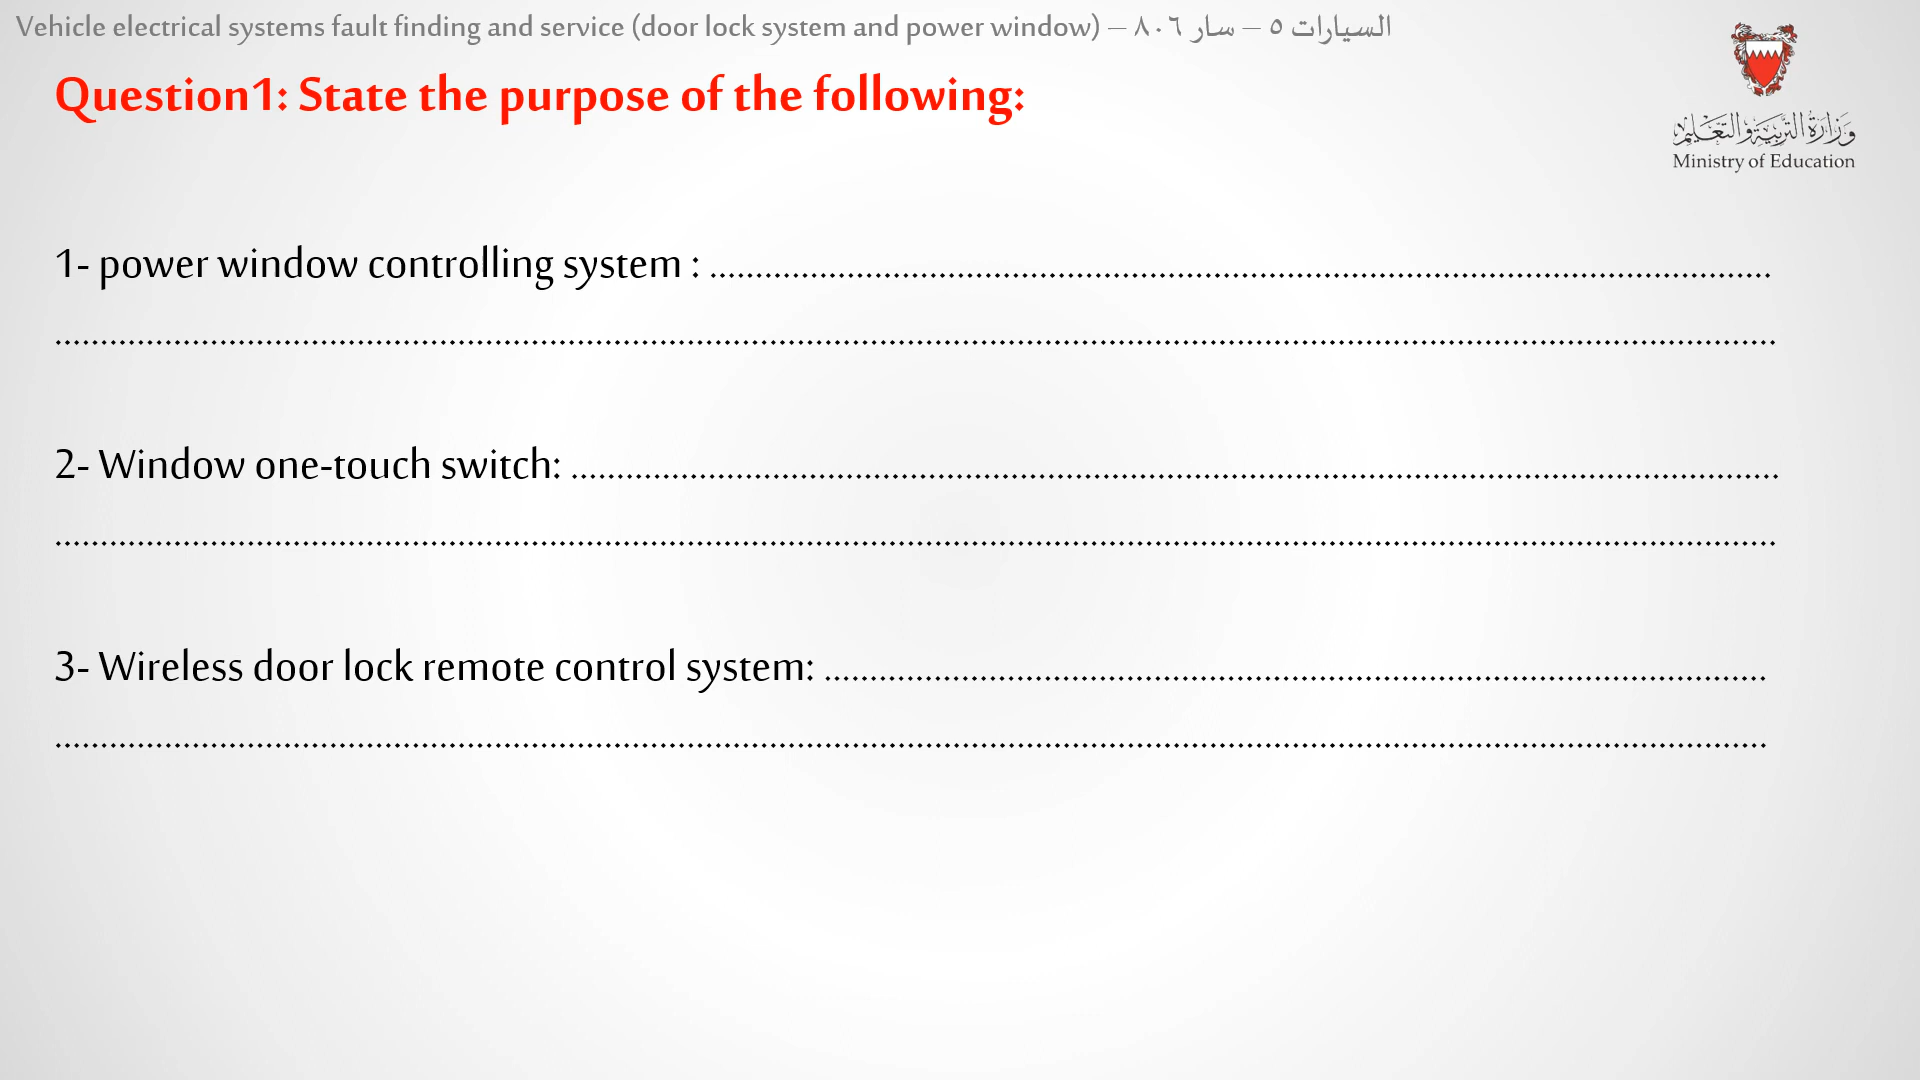 Vehicle electrical systems fault finding and service (door lock system and power window) – السيارات ٥ – سار ٨٠٦
Question1: State the purpose of the following:
وزارة التربية والتعليم
Ministry of Education
1- power window controlling system : ........................................................................................................................
................................................................................................................................................................................................
2- Window one-touch switch: ........................................................................................................................................
................................................................................................................................................................................................
3- Wireless door lock remote control system: ..........................................................................................................
................................................................................................................................................................................................